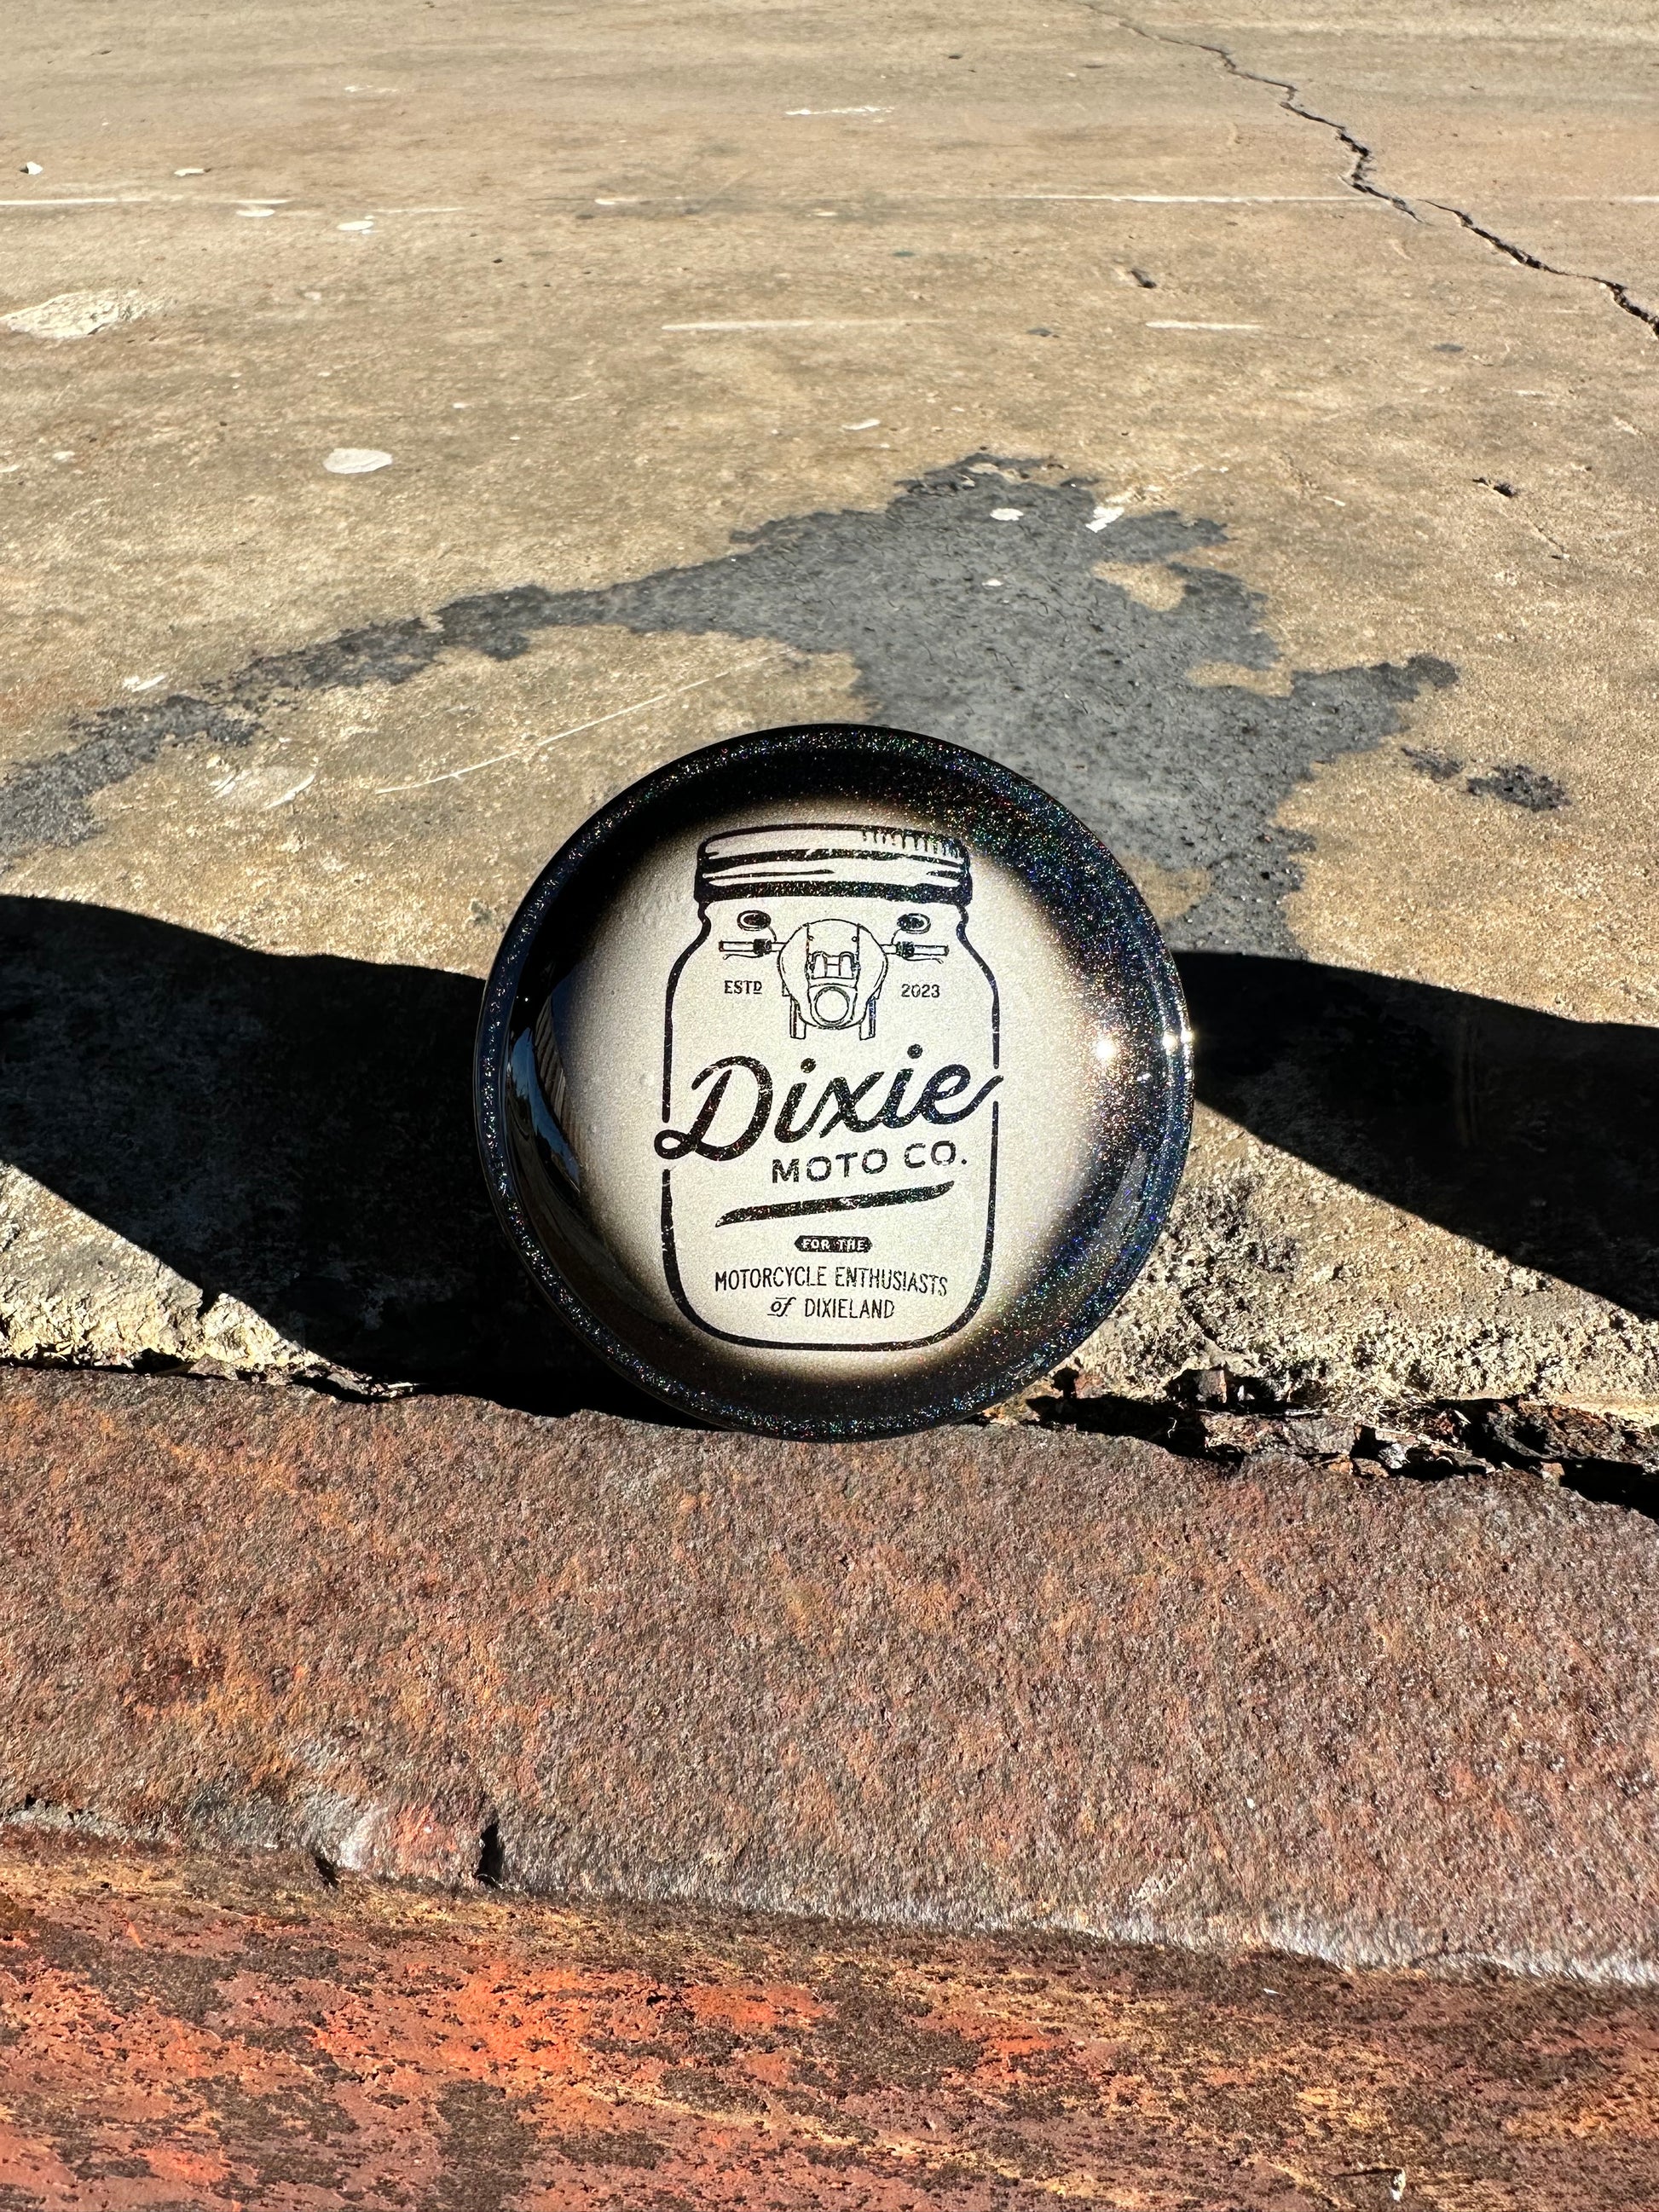 ESTD 2023
Dixie
MOTO CO.
FOR THE
MOTORCYCLE ENTHUSIASTS
of DIXIELAND